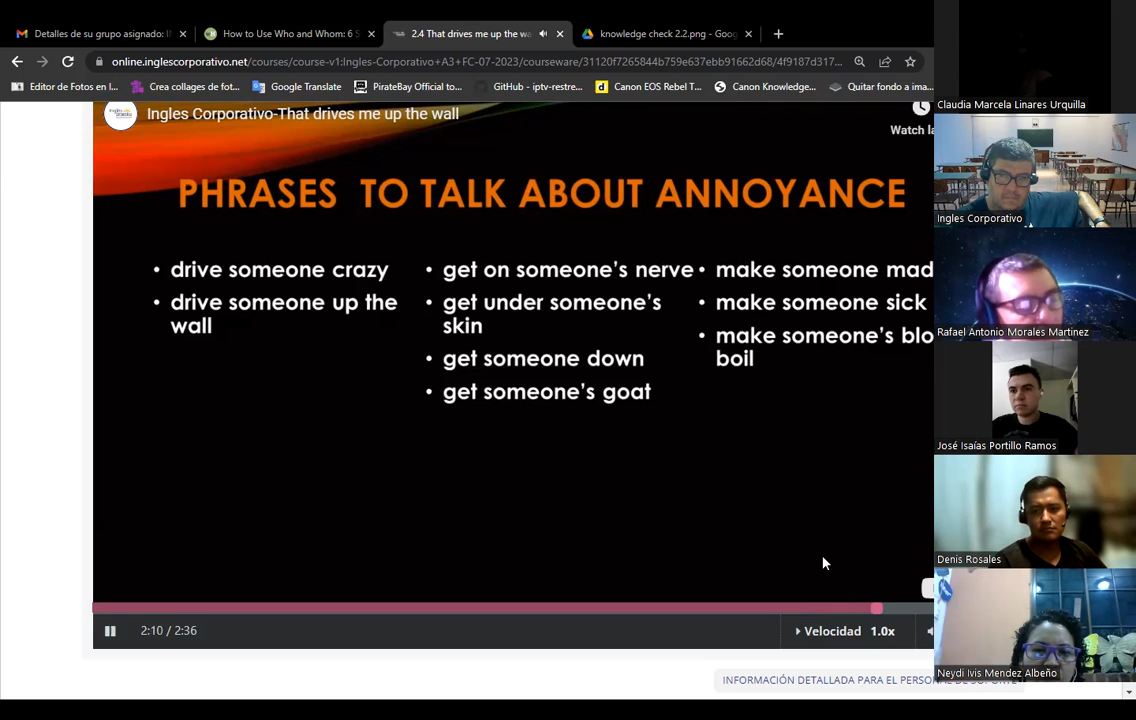 Detalles de su grupo asignado: I
How to Use Who and Whom: 6 S
2.4 That drives me up the wa
knowledge check 2.2.png - Goog
online.inglescorporativo.net/courses/course-v1:Ingles-Corporativo+A3+FC-07-2023/courseware/31120f7265844b759e637ebb91662d68/4f9187d317...
Editor de Fotos en l...
Crea collages de fot...
Google Translate
PirateBay Official to...
GitHub - iptv-restre...
Canon EOS Rebel T...
Canon Knowledge...
Quitar fondo a ima...
Ingles Corporativo-That drives me up the wall
Watch la
PHRASES TO TALK ABOUT ANNOYANCE
• drive someone crazy
• drive someone up the
wall
• get on someone's nerve
• get under someone's
skin
• get someone down
• get someone's goat
• make someone mad
• make someone sick
• make someone's blo
boil
2:10 / 2:36
Velocidad 1.0x
INFORMACIÓN DETALLADA PARA EL PERSONAL DE SOPORTE
Claudia Marcela Linares Urquilla
Ingles Corporativo
Rafael Antonio Morales Martinez
José Isaías Portillo Ramos
Denis Rosales
Neydi Ivis Mendez Albeño